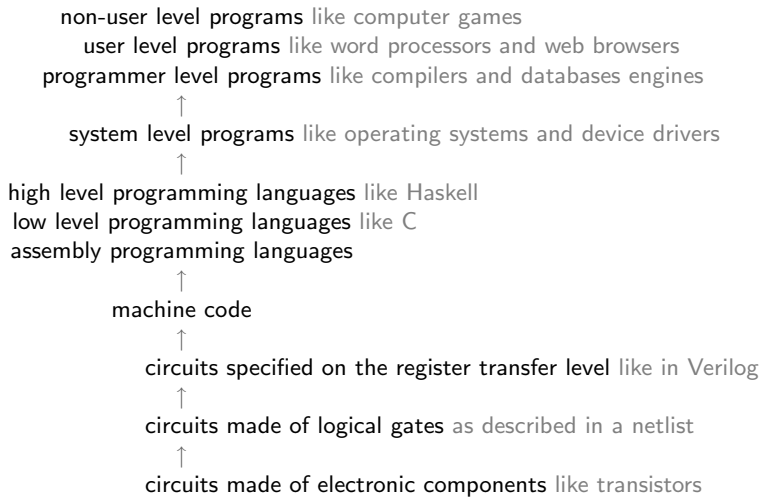 non-user level programs like computer games
user level programs like word processors and web browsers
programmer level programs like compilers and databases engines
↑
system level programs like operating systems and device drivers
↑
high level programming languages like Haskell
low level programming languages like C
assembly programming languages
↑
machine code
↑
circuits specified on the register transfer level like in Verilog
↑
circuits made of logical gates as described in a netlist
↑
circuits made of electronic components like transistors